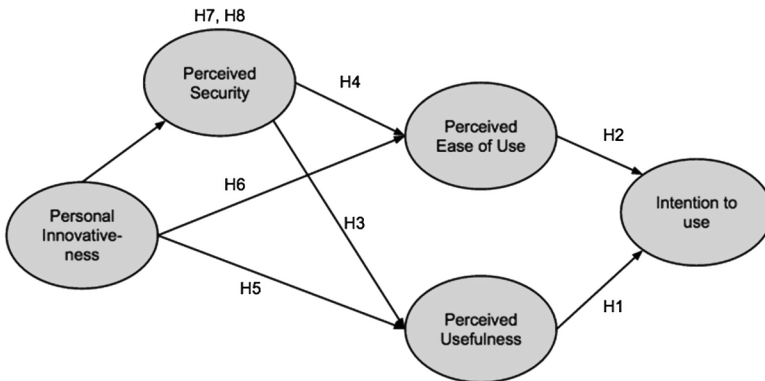 H7, H8
Perceived
Security
H4
Perceived
Ease of Use
H2
H6
Personal
Innovative-
ness
H3
Intention to
use
H5
Perceived
Usefulness
H1